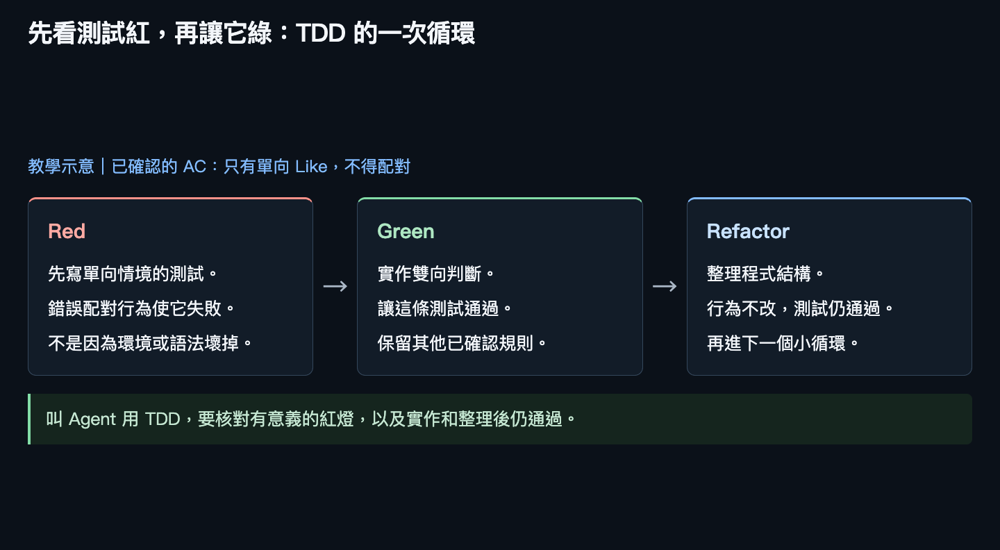 先看測試紅，再讓它綠：TDD 的一次循環
教學示意｜已確認的 AC：只有單向 Like，不得配對
Red
先寫單向情境的測試。
錯誤配對行為使它失敗。
不是因為環境或語法壞掉。
→
Green
實作雙向判斷。
讓這條測試通過。
保留其他已確認規則。
→
Refactor
整理程式結構。
行為不改，測試仍通過。
再進下一個小循環。
叫 Agent 用 TDD，要核對有意義的紅燈，以及實作和整理後仍通過。